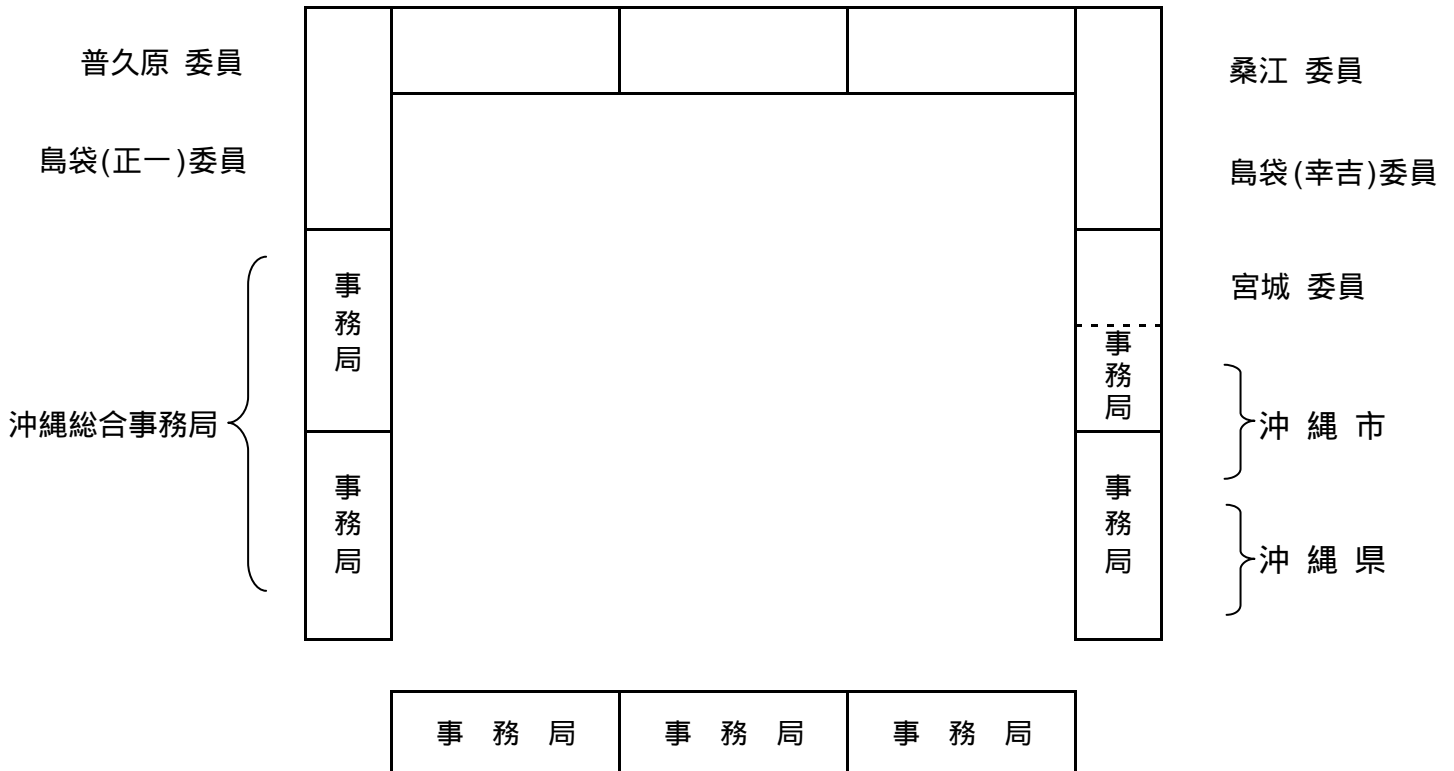 普久原 委員
桑江 委員
島袋(正一)委員
島袋(幸吉)委員
宮城 委員
事務局
事務局
沖縄総合事務局
沖 縄 市
事務局
事務局
沖 縄 県
事 務 局
事 務 局
事 務 局